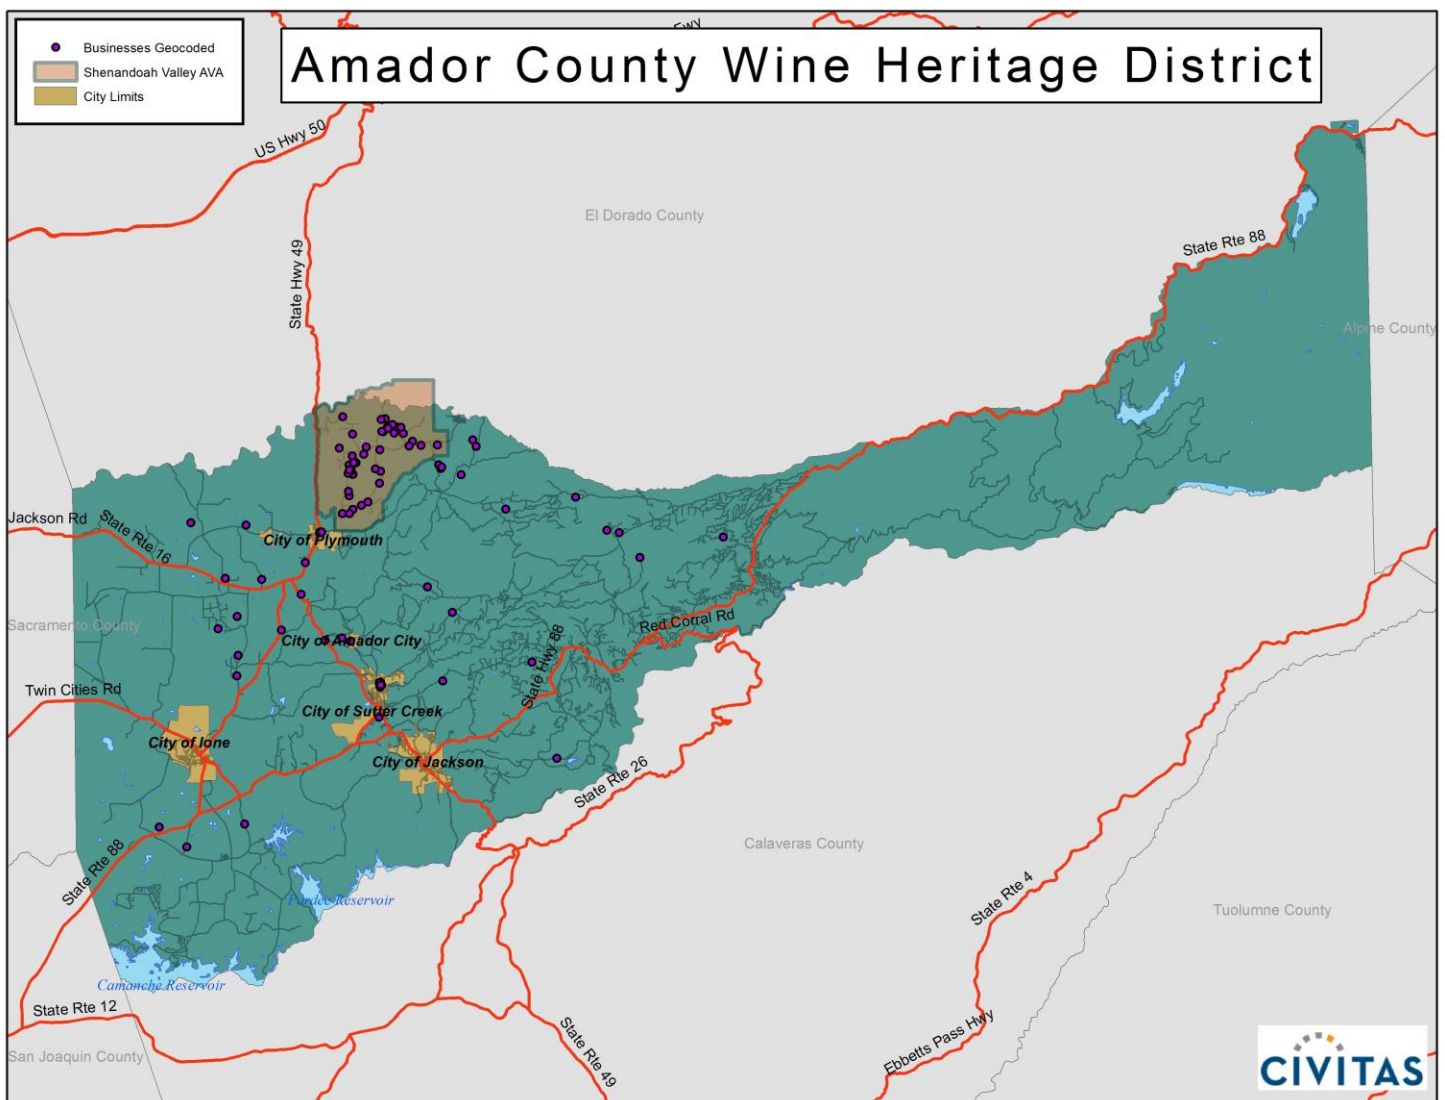 Businesses Geocoded
Shenandoah Valley AVA
City Limits
Amador County Wine Heritage District
US Hwy 50
El Dorado County
State Rte 88
State Hwy 49
Alpine County
Jackson Rd
State Rte 16
City of Plymouth
Sacramento County
City of Amador City
Red Corral Rd
State Hwy 88
Twin Cities Rd
City of Sutter Creek
City of Ione
City of Jackson
State Rte 26
Calaveras County
State Rte 88
Pardee Reservoir
State Rte 4
Tuolumne County
Camanche Reservoir
State Rte 12
San Joaquin County
State Rte 49
Ebbetts Pass Hwy
CIVITAS